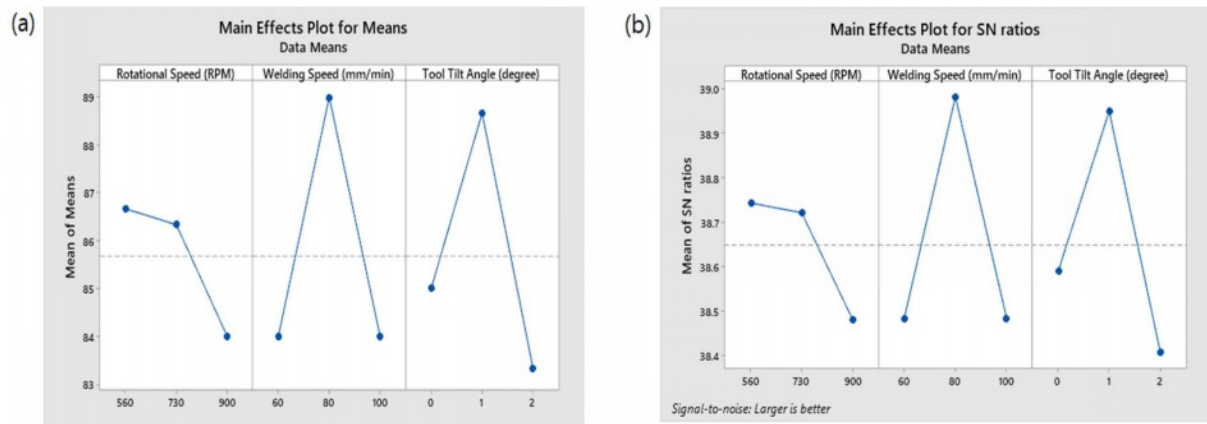 (a)
Main Effects Plot for Means
Data Means
Rotational Speed (RPM) Welding Speed (mm/min) Tool Tilt Angle (degree)
Mean of Means
89
88
87
86
85
84
83
560 730 900 60 80 100 0 1 2
(b)
Main Effects Plot for SN ratios
Data Means
Rotational Speed (RPM) Welding Speed (mm/min) Tool Tilt Angle (degree)
Mean of SN ratios
39.0
38.9
38.8
38.7
38.6
38.5
38.4
560 730 900 60 80 100 0 1 2
Signal-to-noise: Larger is better